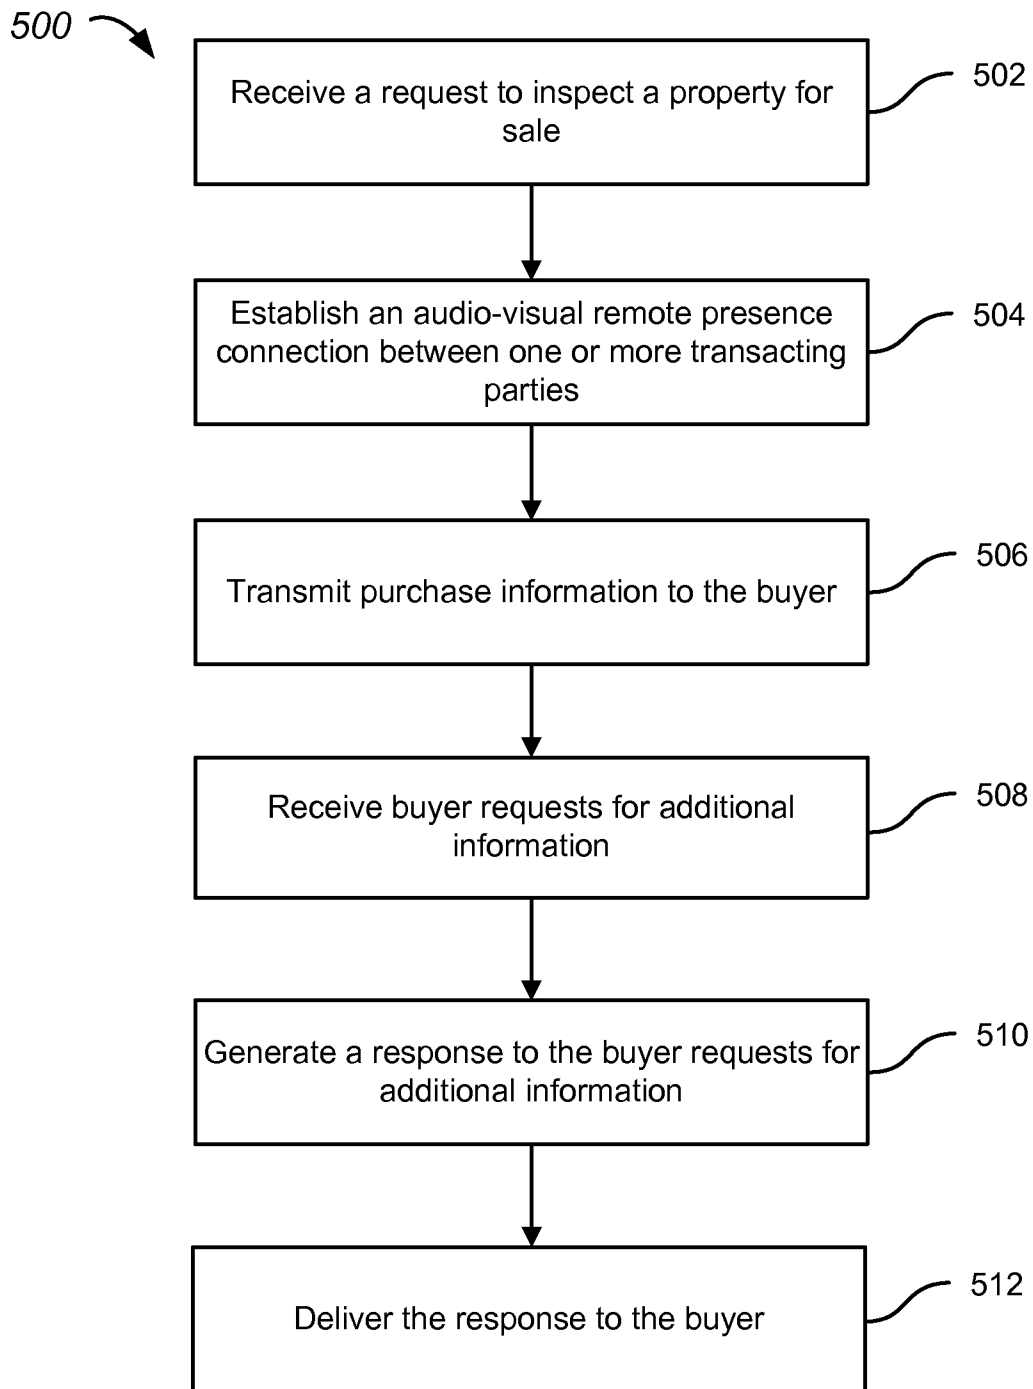 500
Receive a request to inspect a property for
sale
502
Establish an audio-visual remote presence
connection between one or more transacting
parties
504
Transmit purchase information to the buyer
506
Receive buyer requests for additional
information
508
Generate a response to the buyer requests for
additional information
510
Deliver the response to the buyer
512